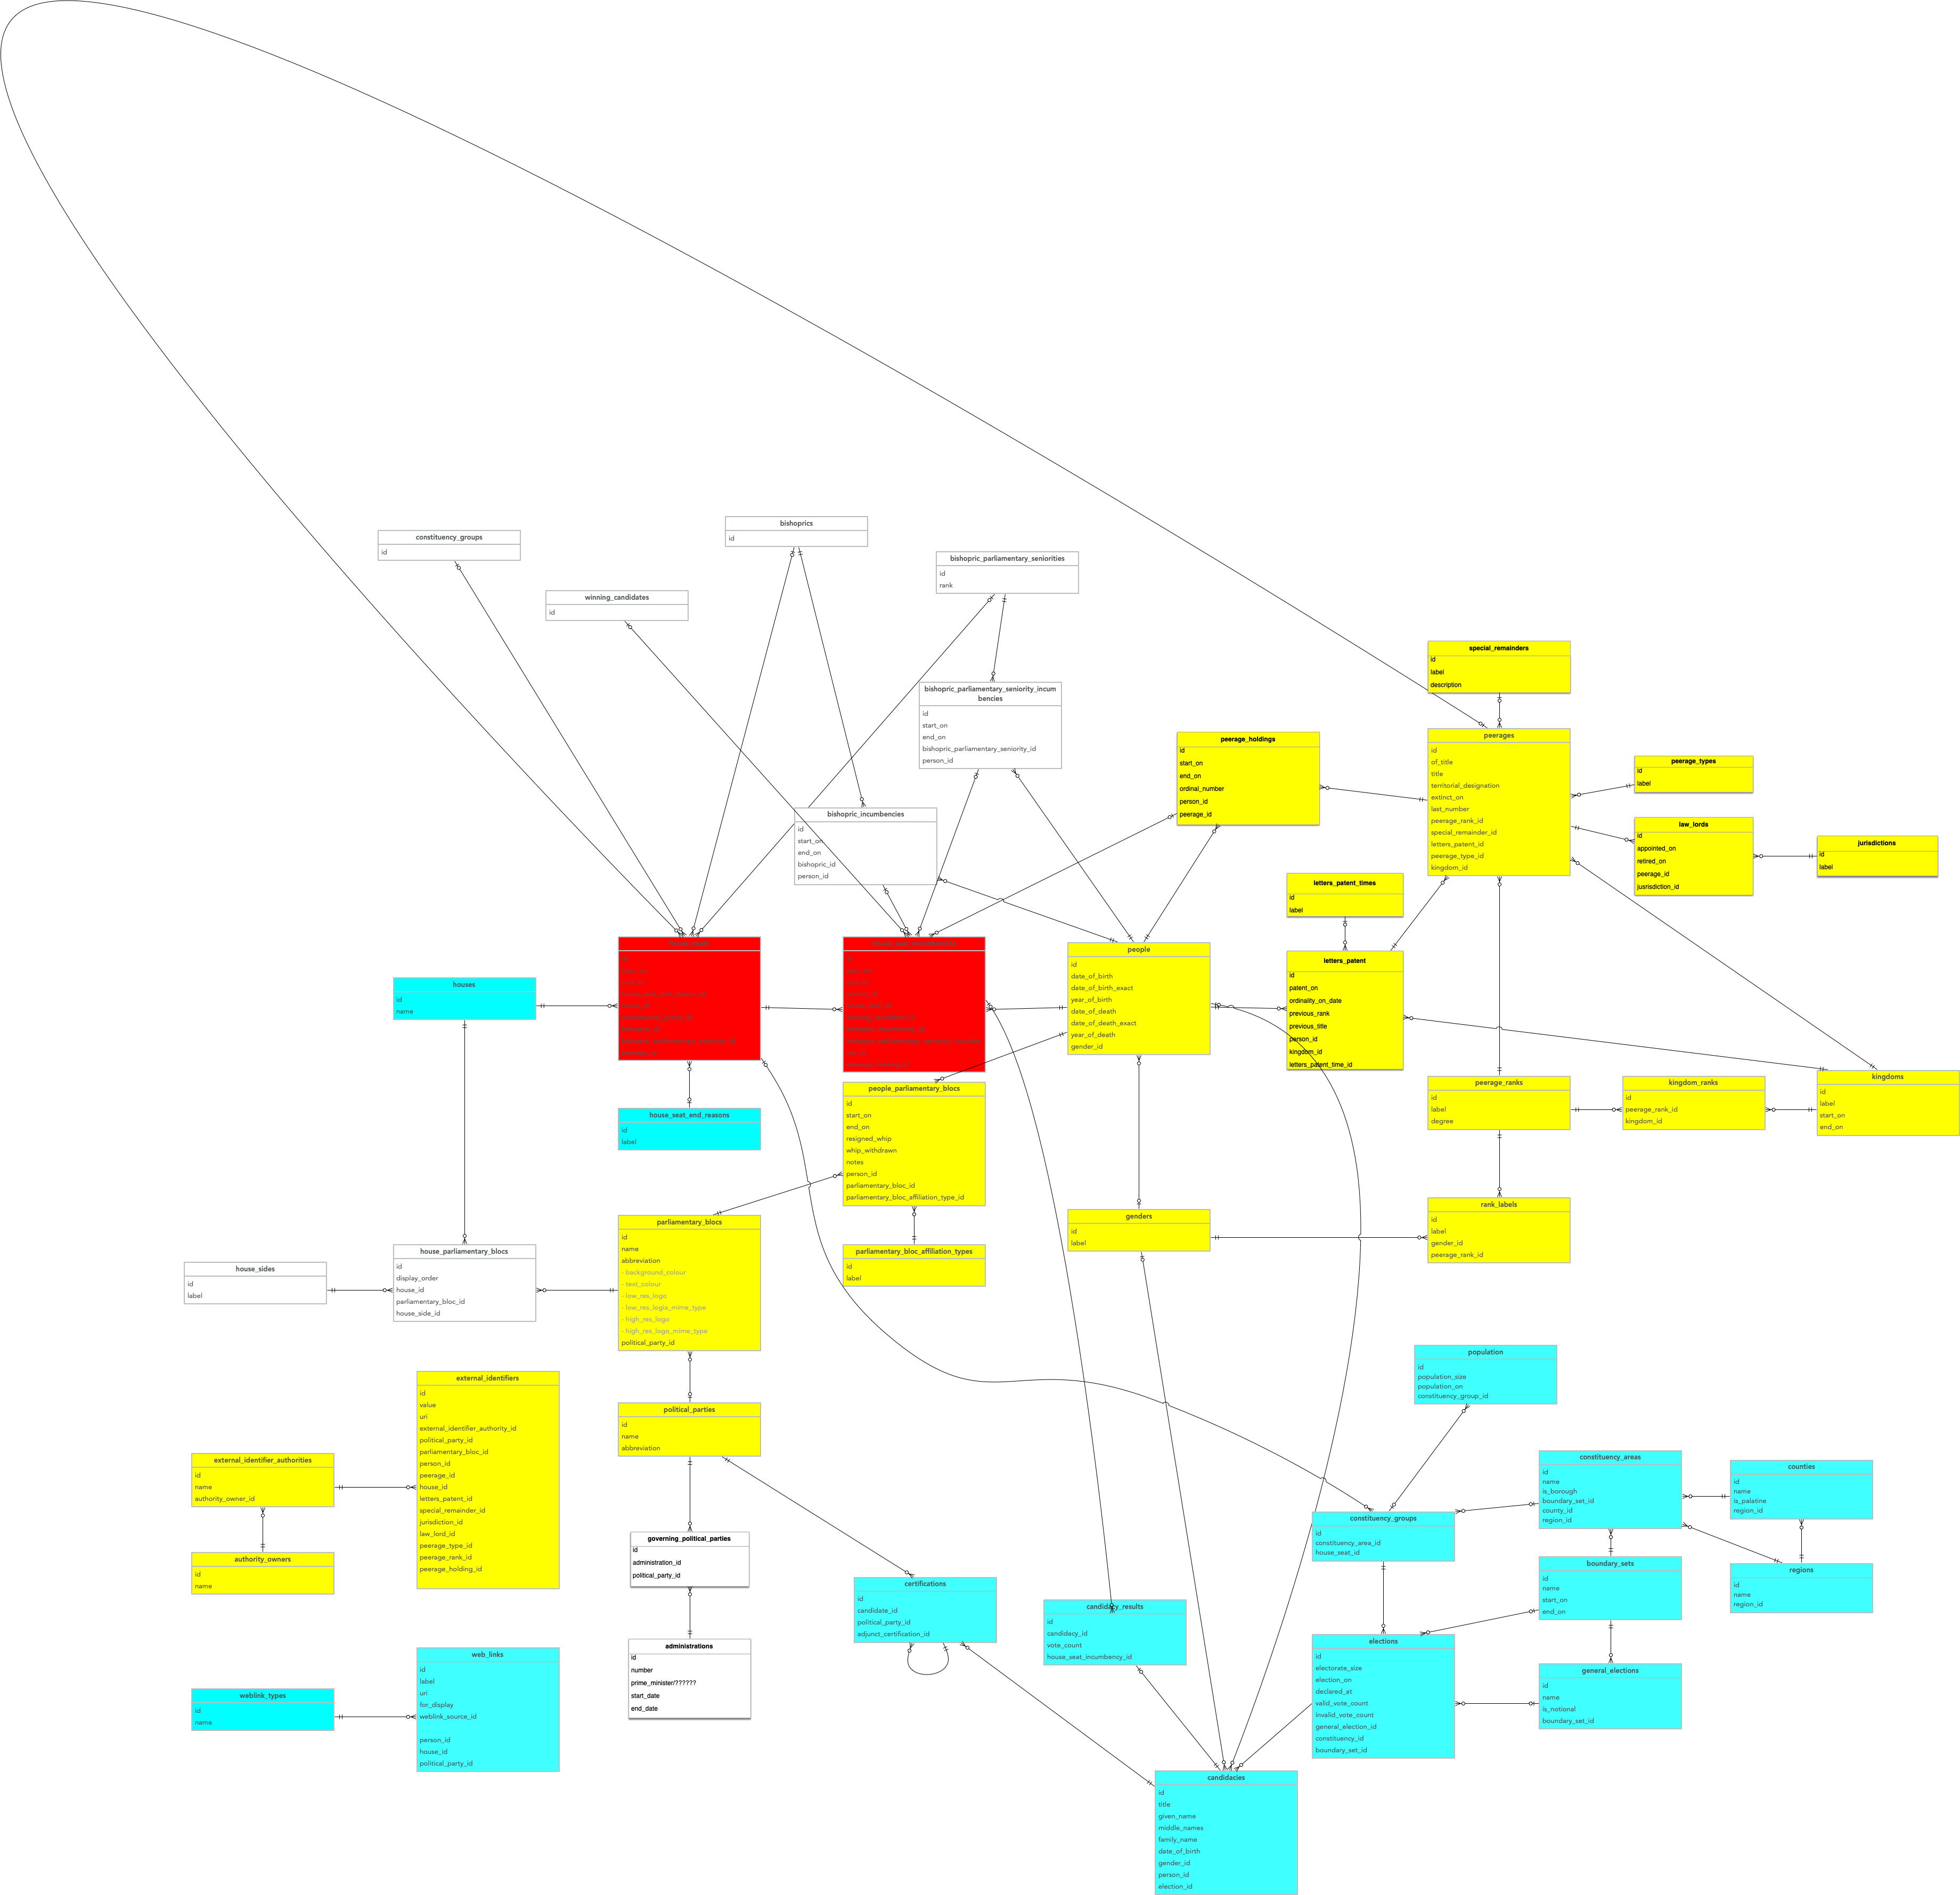 bishoprics
id
constituency_groups
id
bishopric_parliamentary_seniorities
id
rank
winning_candidates
id
special_remainders
id
label
description
bishopric_parliamentary_seniority_incum
bencies
id
start_on
end_on
bishopric_parliamentary_seniority_id
person_id
peerage_holdings
id
start_on
end_on
ordinal_number
person_id
peerage_id
peerages
id
of_title
title
territorial_designation
extinct_on
last_number
peerage_rank_id
special_remainder_id
letters_patent_id
peerage_type_id
kingdom_id
peerage_types
id
label
bishopric_incumbencies
id
start_on
end_on
bishopric_id
person_id
law_lords
id
appointed_on
retired_on
peerage_id
jusrisdiction_id
jurisdictions
id
label
letters_patent_times
id
label
people
id
date_of_birth
date_of_birth_exact
year_of_birth
date_of_death
date_of_death_exact
year_of_death
gender_id
letters_patent
id
patent_on
ordinality_on_date
previous_rank
previous_title
person_id
kingdom_id
letters_patent_time_id
houses
id
name
kingdoms
id
label
start_on
end_on
peerage_ranks
id
label
degree
kingdom_ranks
id
peerage_rank_id
kingdom_id
people_parliamentary_blocs
id
start_on
end_on
resigned_whip
whip_withdrawn
notes
person_id
parliamentary_bloc_id
parliamentary_bloc_affiliation_type_id
house_seat_end_reasons
id
label
rank_labels
id
label
gender_id
peerage_rank_id
genders
id
label
parliamentary_blocs
id
name
abbreviation
- background_colour
- text_colour
- low_res_logo
- low_res_logia_mime_type
- high_res_logo
- high_res_logo_mime_type
political_party_id
parliamentary_bloc_affiliation_types
id
label
house_parliamentary_blocs
id
display_order
house_id
parliamentary_bloc_id
house_side_id
house_sides
id
label
population
id
population_size
population_on
constituency_group_id
external_identifiers
id
value
uri
external_identifier_authority_id
political_party_id
parliamentary_bloc_id
person_id
peerage_id
house_id
letters_patent_id
special_remainder_id
jurisdiction_id
law_lord_id
peerage_type_id
peerage_rank_id
peerage_holding_id
political_parties
id
name
abbreviation
external_identifier_authorities
id
name
authority_owner_id
constituency_areas
id
name
is_borough
boundary_set_id
county_id
region_id
counties
id
name
is_palatine
region_id
constituency_groups
id
constituency_area_id
house_seat_id
governing_political_parties
id
administration_id
political_party_id
authority_owners
id
name
boundary_sets
id
name
start_on
end_on
regions
id
name
region_id
certifications
id
candidate_id
political_party_id
adjunct_certification_id
candidacy_results
id
candidacy_id
vote_count
house_seat_incumbency_id
elections
id
electorate_size
election_on
declared_at
valid_vote_count
invalid_vote_count
general_election_id
constituency_id
boundary_set_id
administrations
id
number
prime_minister/??????
start_date
end_date
web_links
id
label
uri
for_display
weblink_source_id
person_id
house_id
political_party_id
general_elections
id
name
is_notional
boundary_set_id
weblink_types
id
name
candidacies
id
title
given_name
middle_names
family_name
date_of_birth
gender_id
person_id
election_id